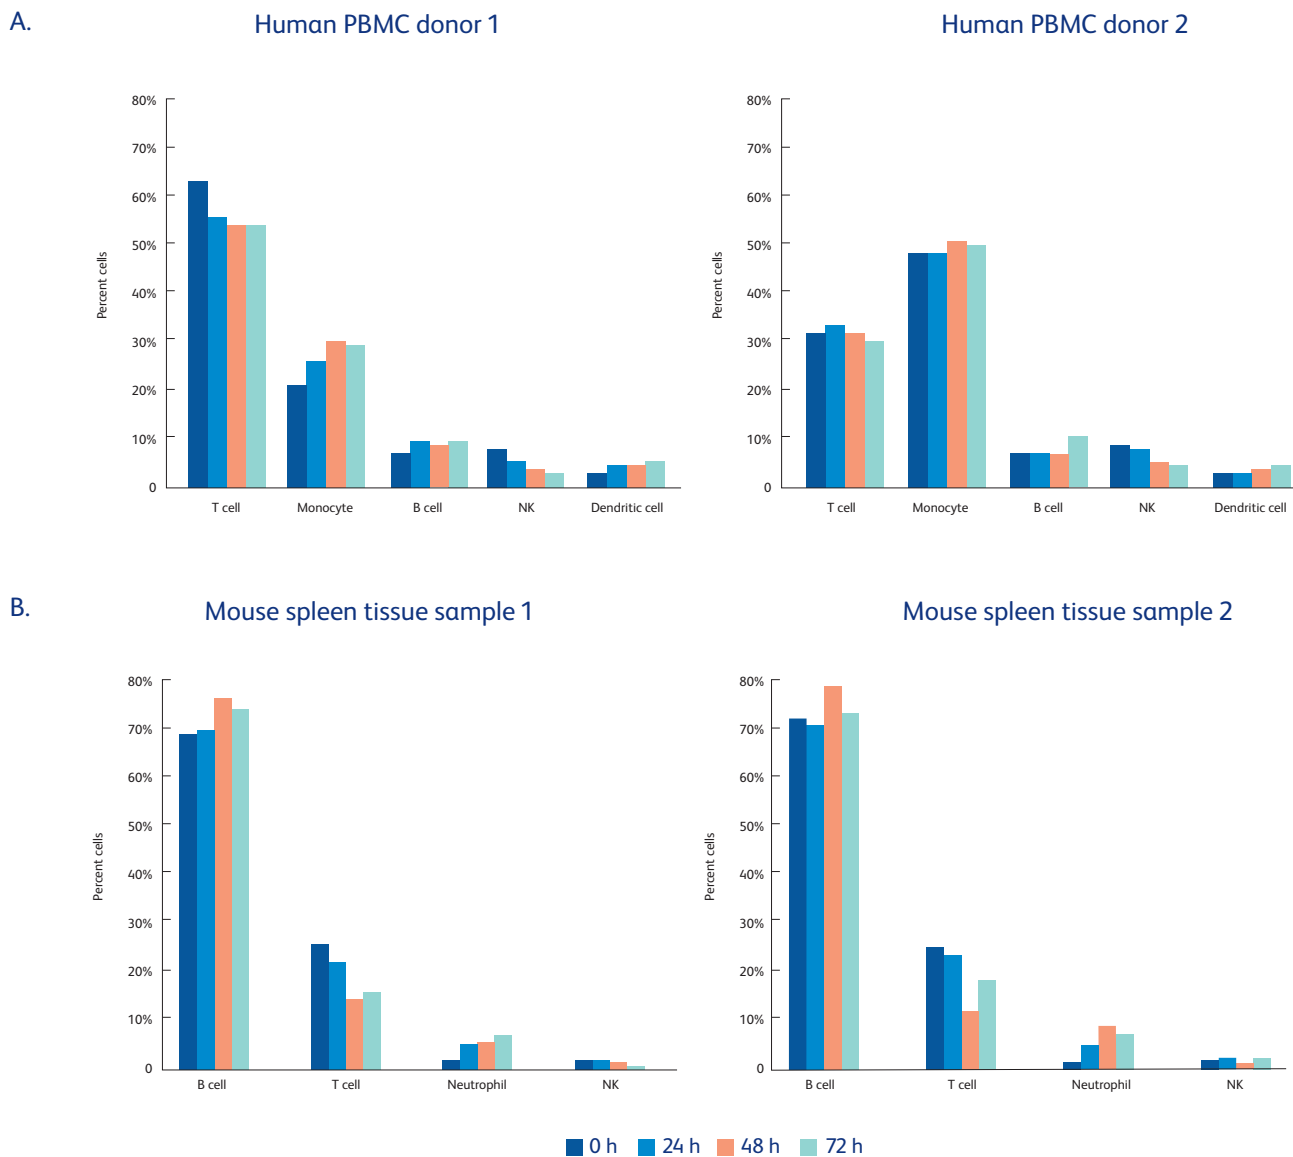 A.
Human PBMC donor 1
Human PBMC donor 2
80%
70%
60%
50%
40%
30%
20%
10%
0
Percent cells
T cell
Monocyte
B cell
NK
Dendritic cell
80%
70%
60%
50%
40%
30%
20%
10%
0
Percent cells
T cell
Monocyte
B cell
NK
Dendritic cell
B.
Mouse spleen tissue sample 1
Mouse spleen tissue sample 2
80%
70%
60%
50%
40%
30%
20%
10%
0
Percent cells
B cell
T cell
Neutrophil
NK
80%
70%
60%
50%
40%
30%
20%
10%
0
Percent cells
B cell
T cell
Neutrophil
NK
0 h
24 h
48 h
72 h